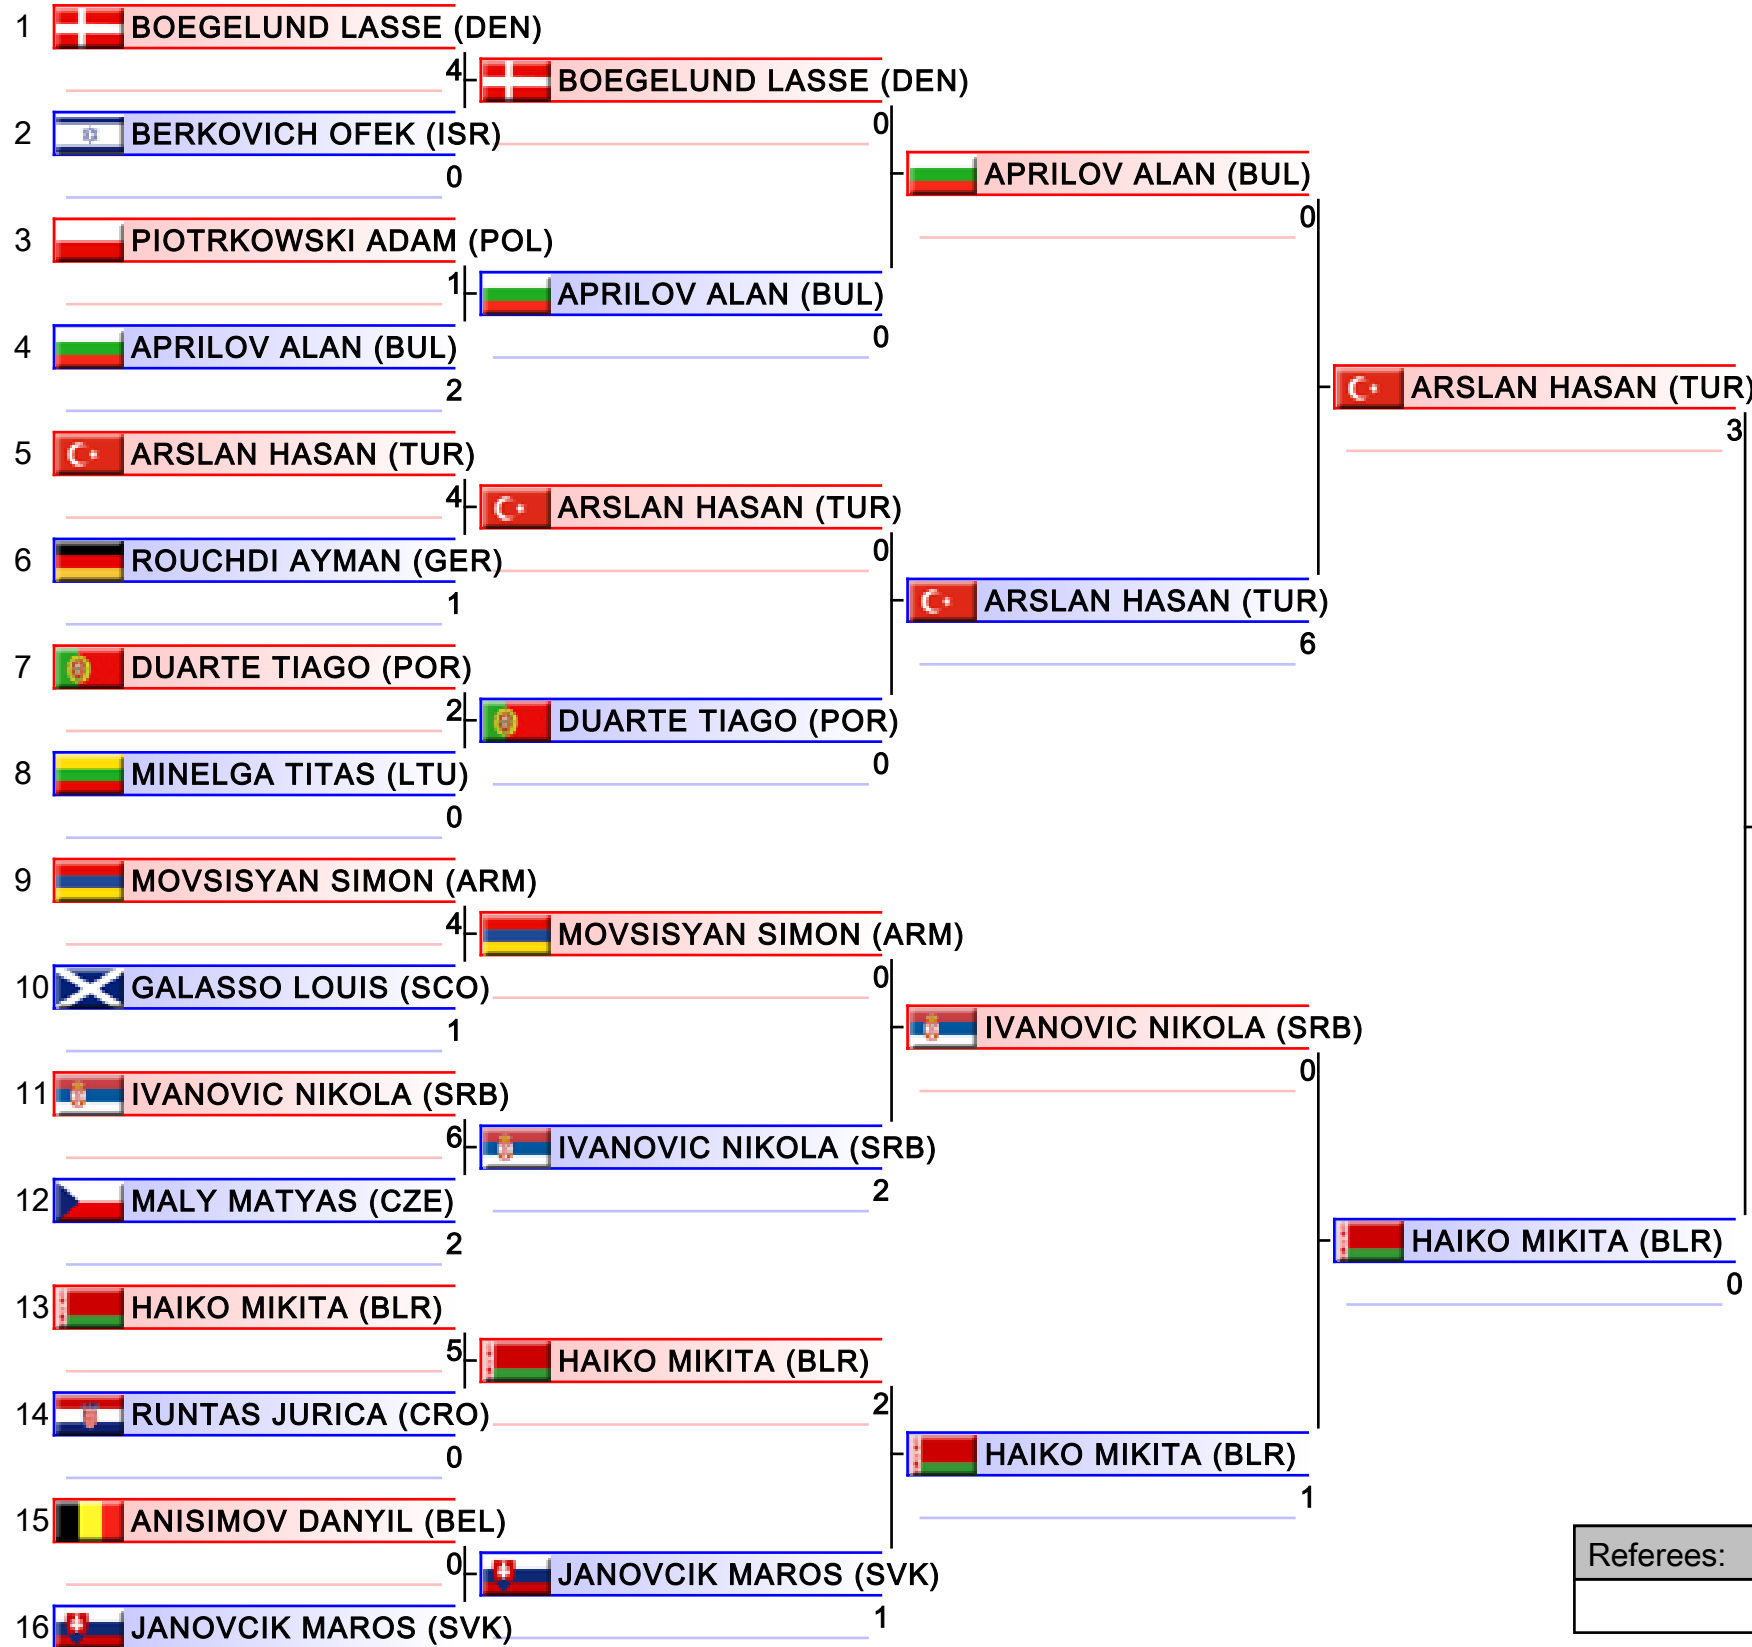 1 BOEGELUND LASSE (DEN)
4 BOEGELUND LASSE (DEN)
2 BERKOVICH OFEK (ISR) 0
0 APRILOV ALAN (BUL)
3 PIOTRKOWSKI ADAM (POL) 0
1 APRILOV ALAN (BUL)
4 APRILOV ALAN (BUL) 0
2 ARSLAN HASAN (TUR)
5 ARSLAN HASAN (TUR) 3
4 ARSLAN HASAN (TUR)
6 ROUCHDI AYMAN (GER) 0
1 ARSLAN HASAN (TUR)
7 DUARTE TIAGO (POR) 6
2 DUARTE TIAGO (POR)
8 MINELGA TITAS (LTU) 0
0
9 MOVSISYAN SIMON (ARM)
4 MOVSISYAN SIMON (ARM)
10 GALASSO LOUIS (SCO) 0
1 IVANOVIC NIKOLA (SRB)
11 IVANOVIC NIKOLA (SRB) 0
6 IVANOVIC NIKOLA (SRB)
12 MALY MATYAS (CZE) 2
2 HAIKO MIKITA (BLR)
13 HAIKO MIKITA (BLR) 0
5 HAIKO MIKITA (BLR)
14 RUNTAS JURICA (CRO) 2
0 HAIKO MIKITA (BLR)
15 ANISIMOV DANYIL (BEL) 1
0 JANOVCIK MAROS (SVK)
16 JANOVCIK MAROS (SVK) 1
Referees: